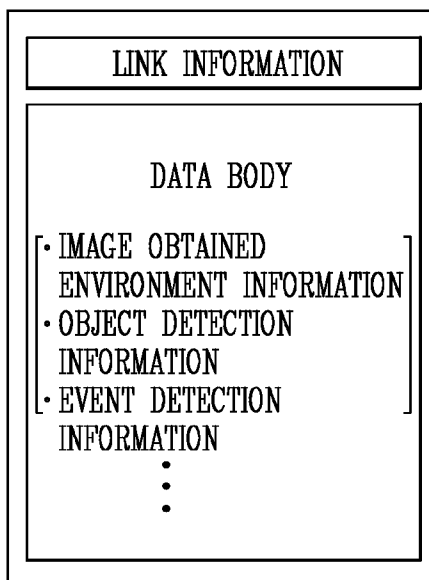 LINK INFORMATION
DATA BODY
· IMAGE OBTAINED
ENVIRONMENT INFORMATION
· OBJECT DETECTION
INFORMATION
· EVENT DETECTION
INFORMATION